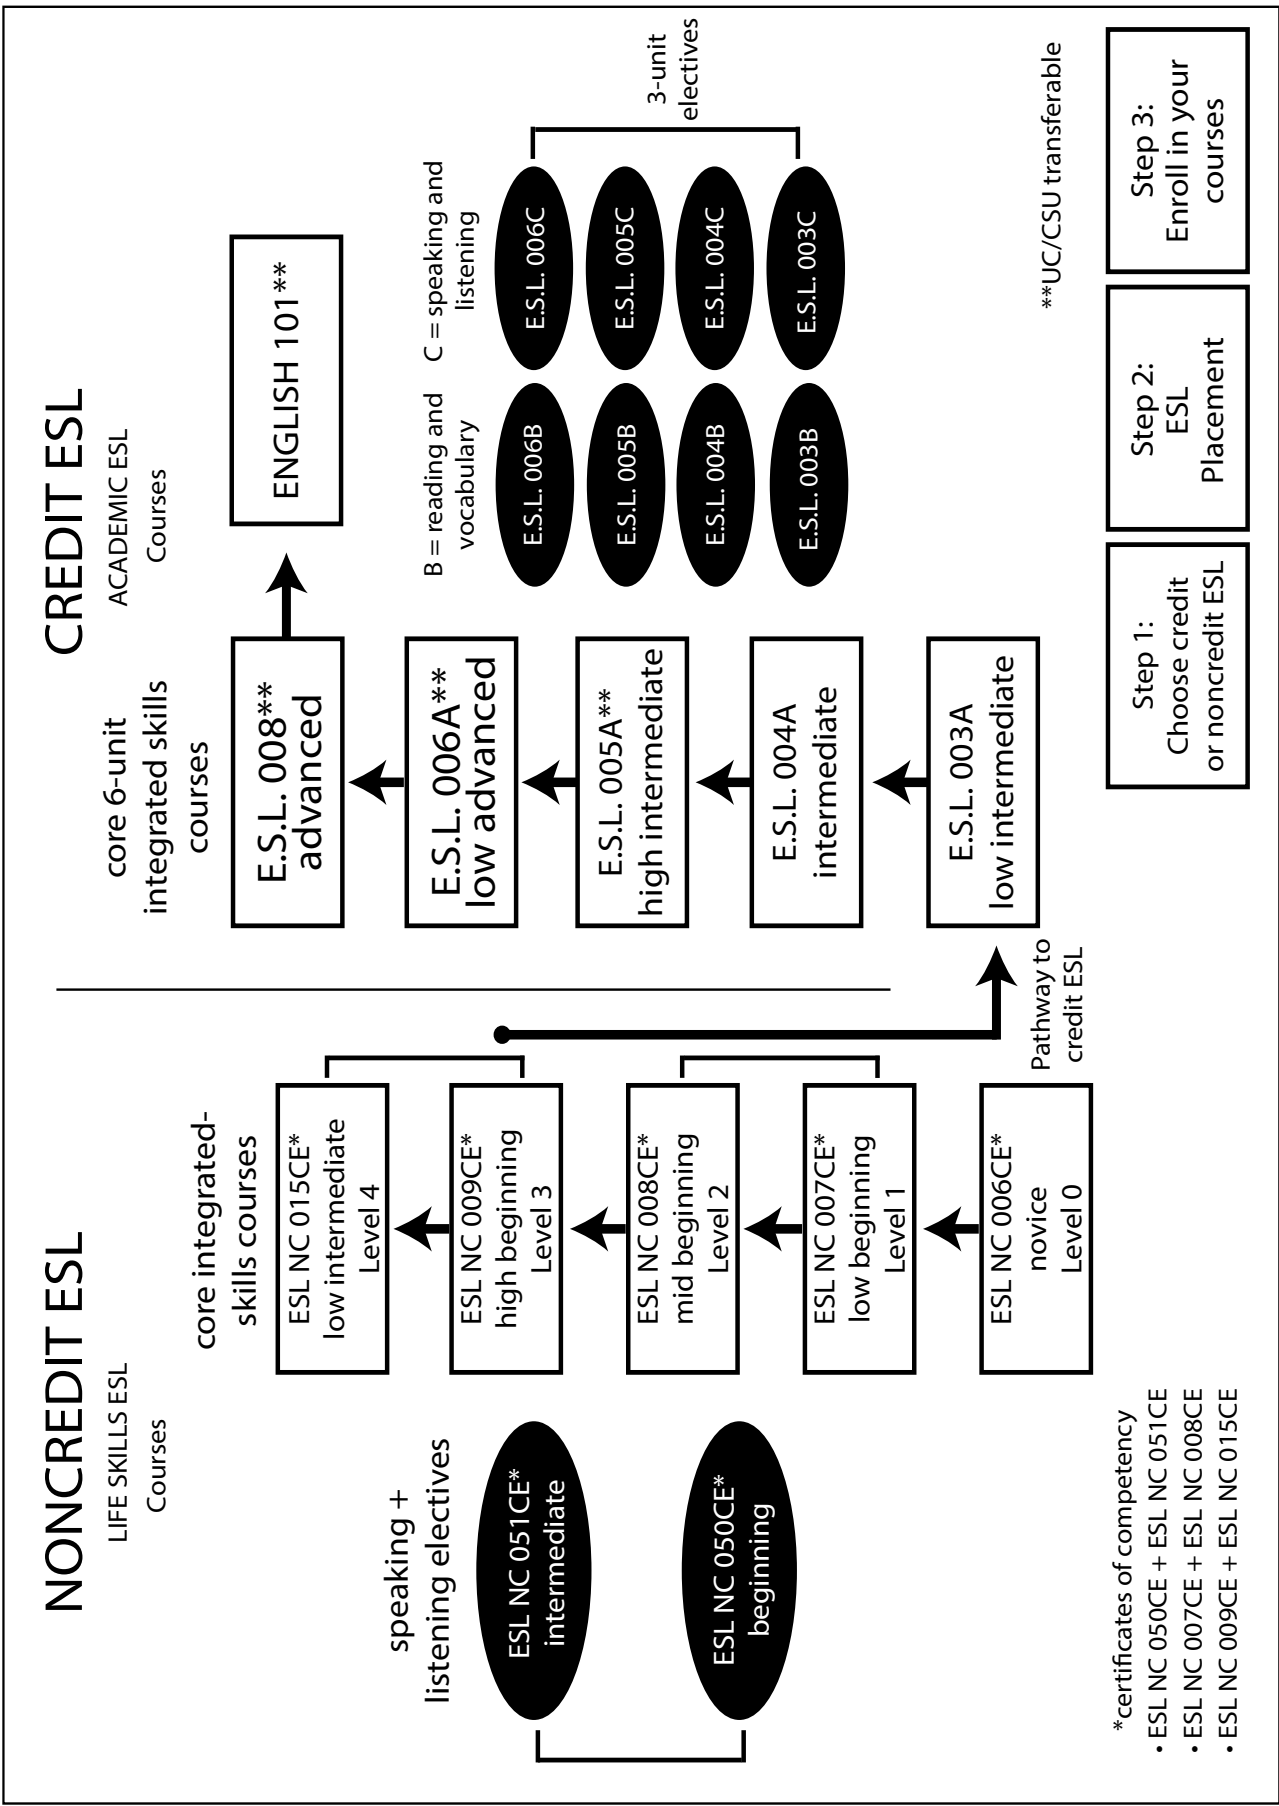 NONCREDIT ESL
LIFE SKILLS ESL
Courses
speaking +
listening electives
ESL NC 051CE*
intermediate
ESL NC 050CE*
beginning
core integrated-
skills courses
ESL NC 015CE*
low intermediate
Level 4
ESL NC 009CE*
high beginning
Level 3
ESL NC 008CE*
mid beginning
Level 2
ESL NC 007CE*
low beginning
Level 1
ESL NC 006CE*
novice
Level 0
Pathway to
credit ESL
*certificates of competency
• ESL NC 050CE + ESL NC 051CE
• ESL NC 007CE + ESL NC 008CE
• ESL NC 009CE + ESL NC 015CE
CREDIT ESL
ACADEMIC ESL
Courses
core 6-unit
integrated skills
courses
E.S.L. 008**
advanced
E.S.L. 006A**
low advanced
E.S.L. 005A**
high intermediate
E.S.L. 004A
intermediate
E.S.L. 003A
low intermediate
ENGLISH 101**
B = reading and
vocabulary
C = speaking and
listening
E.S.L. 006B
E.S.L. 006C
E.S.L. 005B
E.S.L. 005C
E.S.L. 004B
E.S.L. 004C
E.S.L. 003B
E.S.L. 003C
3-unit
electives
**UC/CSU transferable
Step 1:
Choose credit
or noncredit ESL
Step 2:
ESL
Placement
Step 3:
Enroll in your
courses